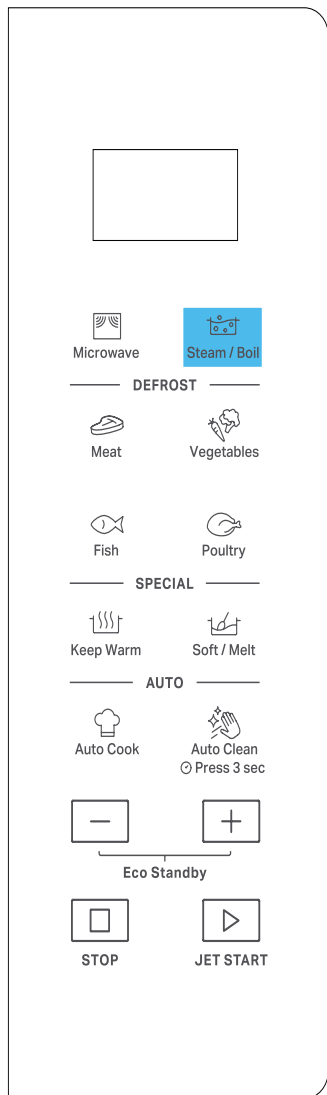 Microwave
Steam / Boil
DEFROST
Meat
Vegetables
Fish
Poultry
SPECIAL
Keep Warm
Soft / Melt
AUTO
Auto Cook
Auto Clean
Press 3 sec
Eco Standby
STOP
JET START